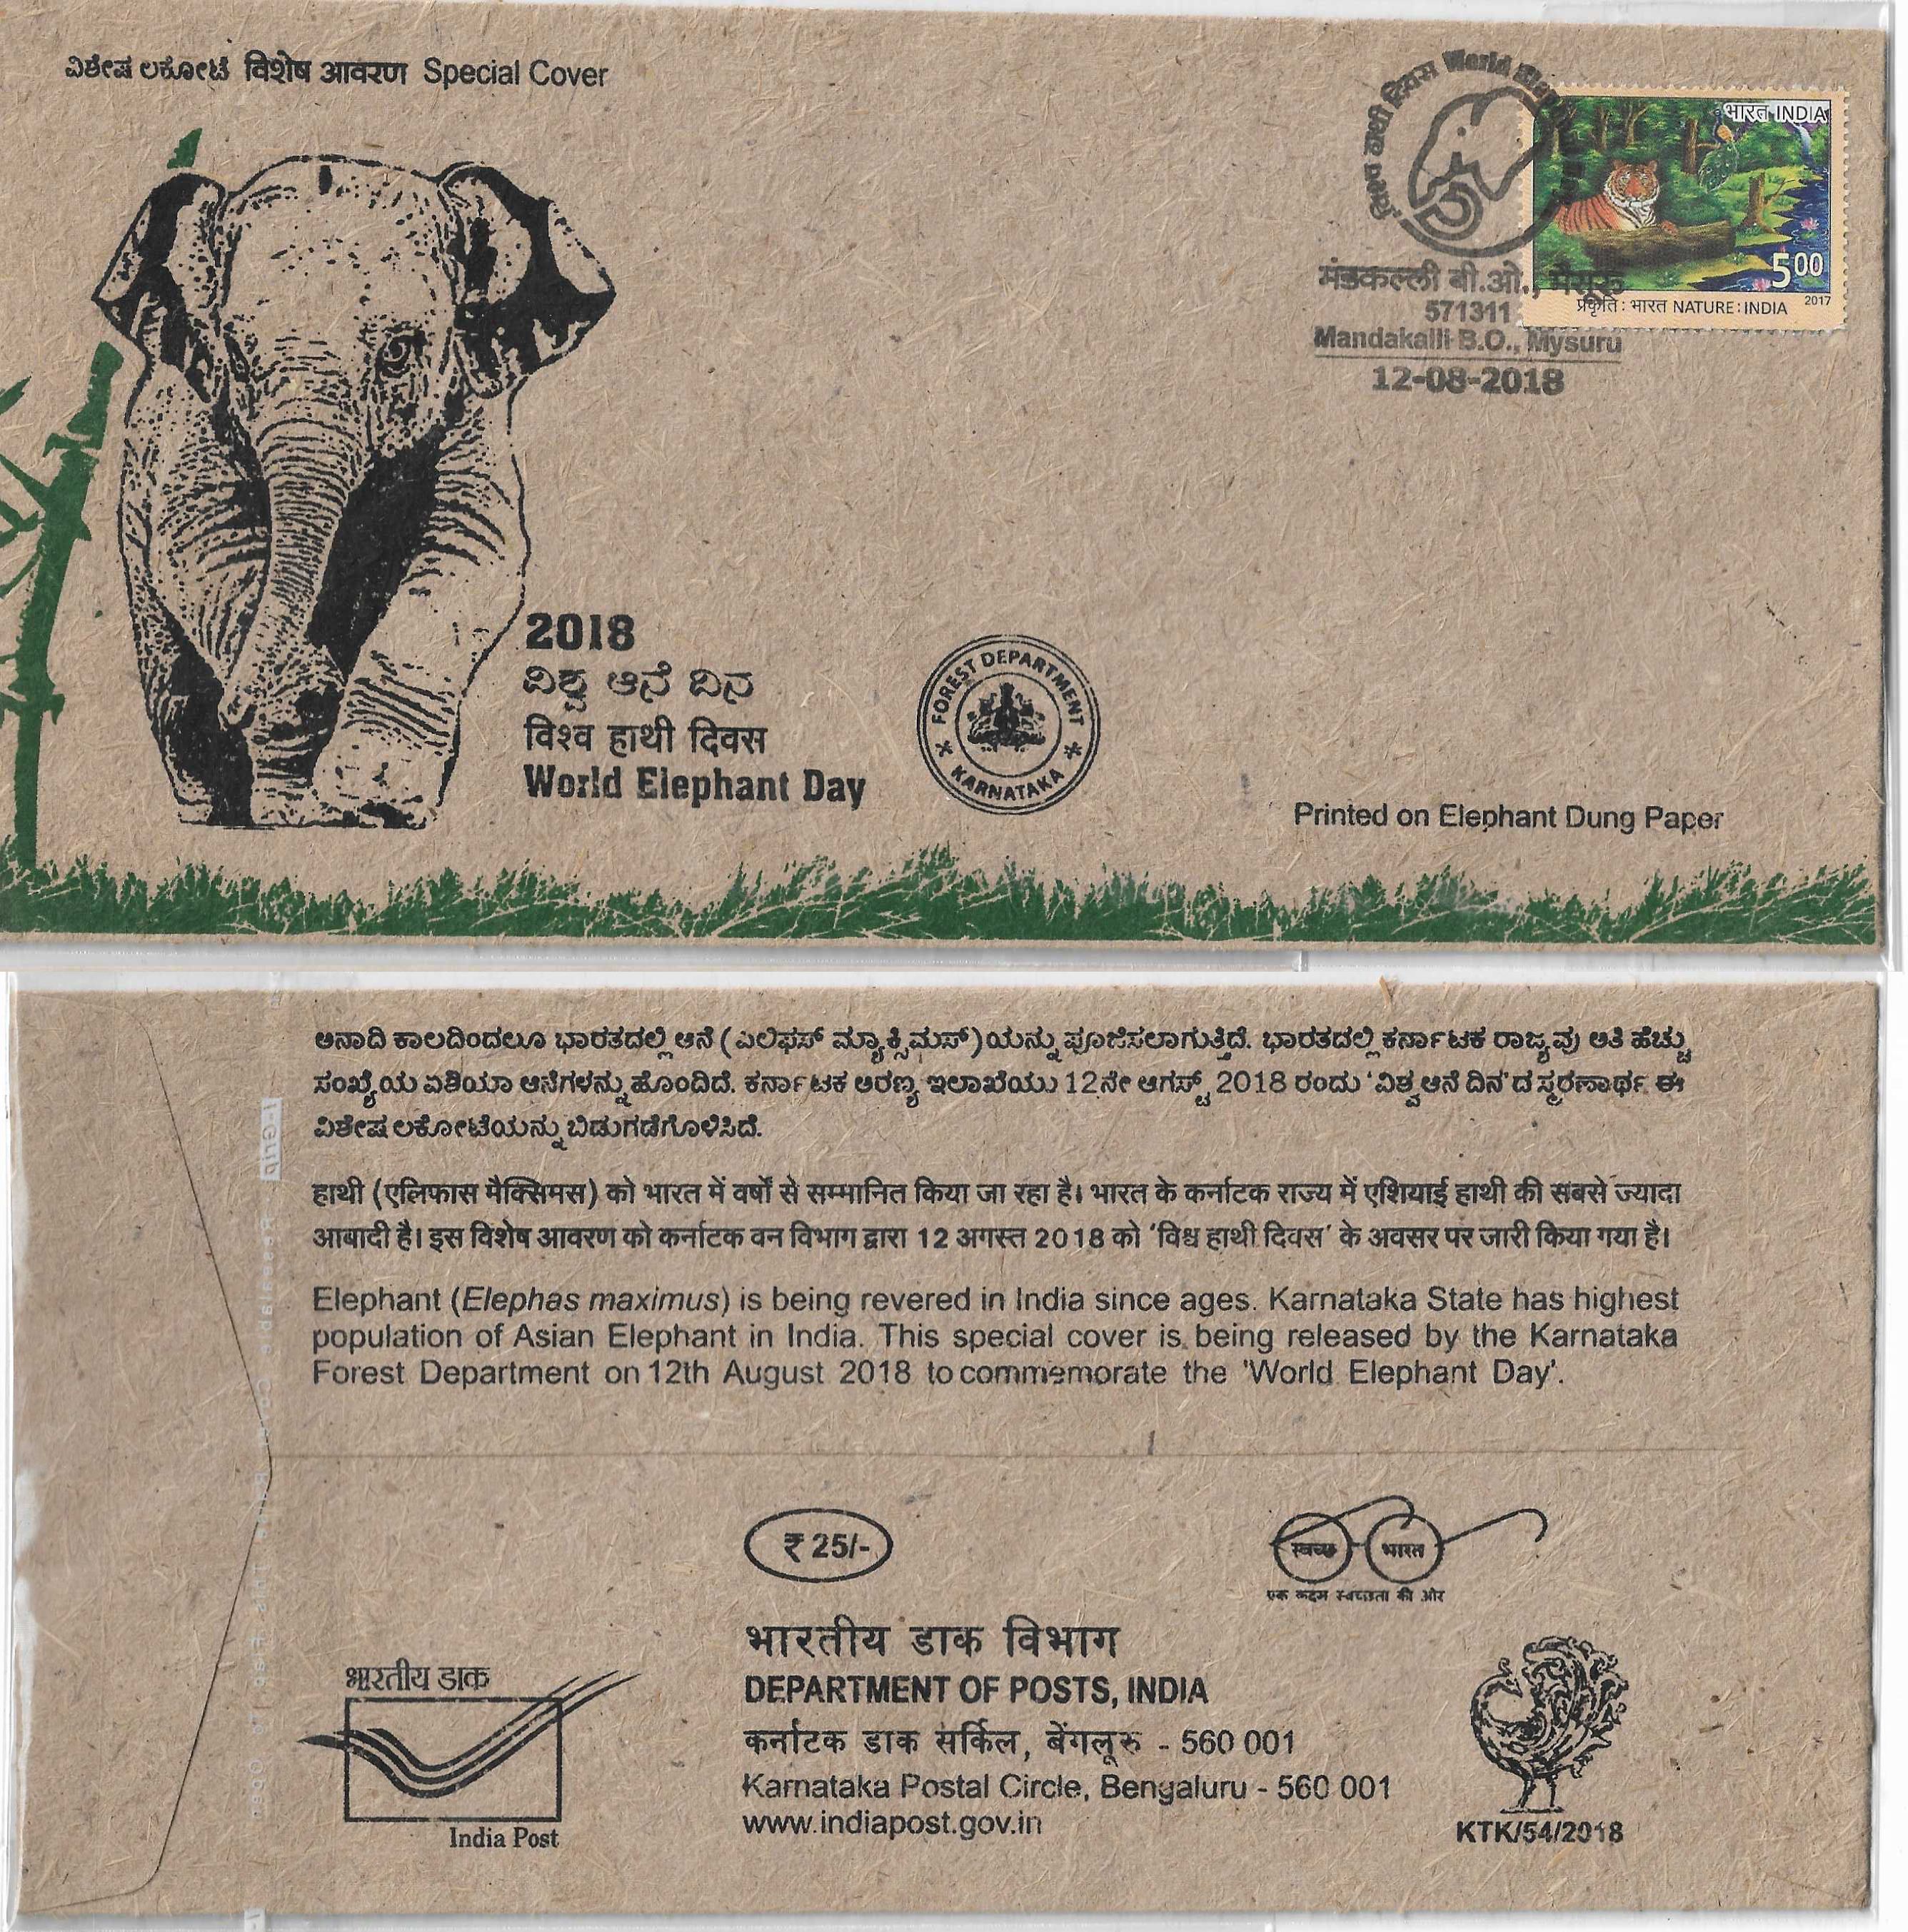 ವಿಶೇಷ ಲಕೋಟೆ विशेष आवरण Special Cover
विश्व हाथी दिवस World
भारत INDIA
500
प्रकृति : भारत NATURE : INDIA 2017
मंडकल्ली बी.ओ., मैसूरू
571311
Mandakalli B.O., Mysuru
12-08-2018
2018
ವಿಶ್ವ ಆನೆ ದಿನ
विश्व हाथी दिवस
World Elephant Day
FOREST DEPARTMENT
KARNATAKA
Printed on Elephant Dung Paper
ಅನಾದಿ ಕಾಲದಿಂದಲೂ ಭಾರತದಲ್ಲಿ ಆನೆ (ಎಲಿಫಸ್ ಮ್ಯಾಕ್ಸಿಮಸ್)ಯನ್ನು ಪೂಜಿಸಲಾಗುತ್ತಿದೆ. ಭಾರತದಲ್ಲಿ ಕರ್ನಾಟಕ ರಾಜ್ಯವು ಅತಿ ಹೆಚ್ಚು
ಸಂಖ್ಯೆಯ ಏಶಿಯಾ ಆನೆಗಳನ್ನು ಹೊಂದಿದೆ. ಕರ್ನಾಟಕ ಅರಣ್ಯ ಇಲಾಖೆಯು 12ನೇ ಆಗಸ್ಟ್ 2018 ರಂದು 'ವಿಶ್ವ ಆನೆ ದಿನ'ದ ಸ್ಮರಣಾರ್ಥ ಈ
ವಿಶೇಷ ಲಕೋಟೆಯನ್ನು ಬಿಡುಗಡೆಗೊಳಿಸಿದೆ.
हाथी (एलिफास मैक्सिमस) को भारत में वर्षों से सम्मानित किया जा रहा है। भारत के कर्नाटक राज्य में एशियाई हाथी की सबसे ज्यादा
आबादी है। इस विशेष आवरण को कर्नाटक वन विभाग द्वारा 12 अगस्त 2018 को 'विश्व हाथी दिवस' के अवसर पर जारी किया गया है।
Elephant (Elephas maximus) is being revered in India since ages. Karnataka State has highest
population of Asian Elephant in India. This special cover is being released by the Karnataka
Forest Department on 12th August 2018 to commemorate the 'World Elephant Day'.
₹ 25/-
स्वच्छ भारत
एक कदम स्वच्छता की ओर
भारतीय डाक
India Post
भारतीय डाक विभाग
DEPARTMENT OF POSTS, INDIA
कर्नाटक डाक सर्किल, बेंगलूरु - 560 001
Karnataka Postal Circle, Bengaluru - 560 001
www.indiapost.gov.in
KTK/54/2018